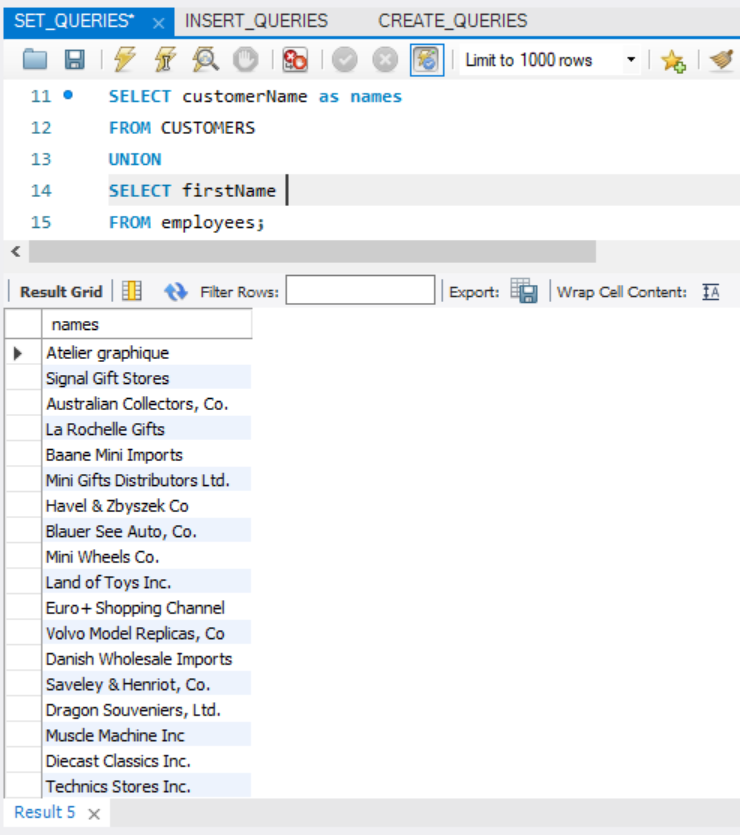 SET_QUERIES* × INSERT_QUERIES CREATE_QUERIES
Limit to 1000 rows
11 SELECT customerName as names
12 FROM CUSTOMERS
13 UNION
14 SELECT firstName
15 FROM employees;
Result Grid Filter Rows: Export: Wrap Cell Content: IA
names
Atelier graphique
Signal Gift Stores
Australian Collectors, Co.
La Rochelle Gifts
Baane Mini Imports
Mini Gifts Distributors Ltd.
Havel & Zbyszek Co
Blauer See Auto, Co.
Mini Wheels Co.
Land of Toys Inc.
Euro+ Shopping Channel
Volvo Model Replicas, Co
Danish Wholesale Imports
Saveley & Henriot, Co.
Dragon Souveniers, Ltd.
Muscle Machine Inc
Diecast Classics Inc.
Technics Stores Inc.
Result 5 ×